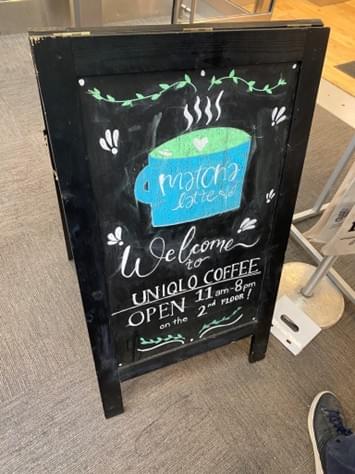 matcha
latte
Welcome
to
UNIQLO COFFEE
OPEN 11am-8pm
on the 2nd FLOOR!